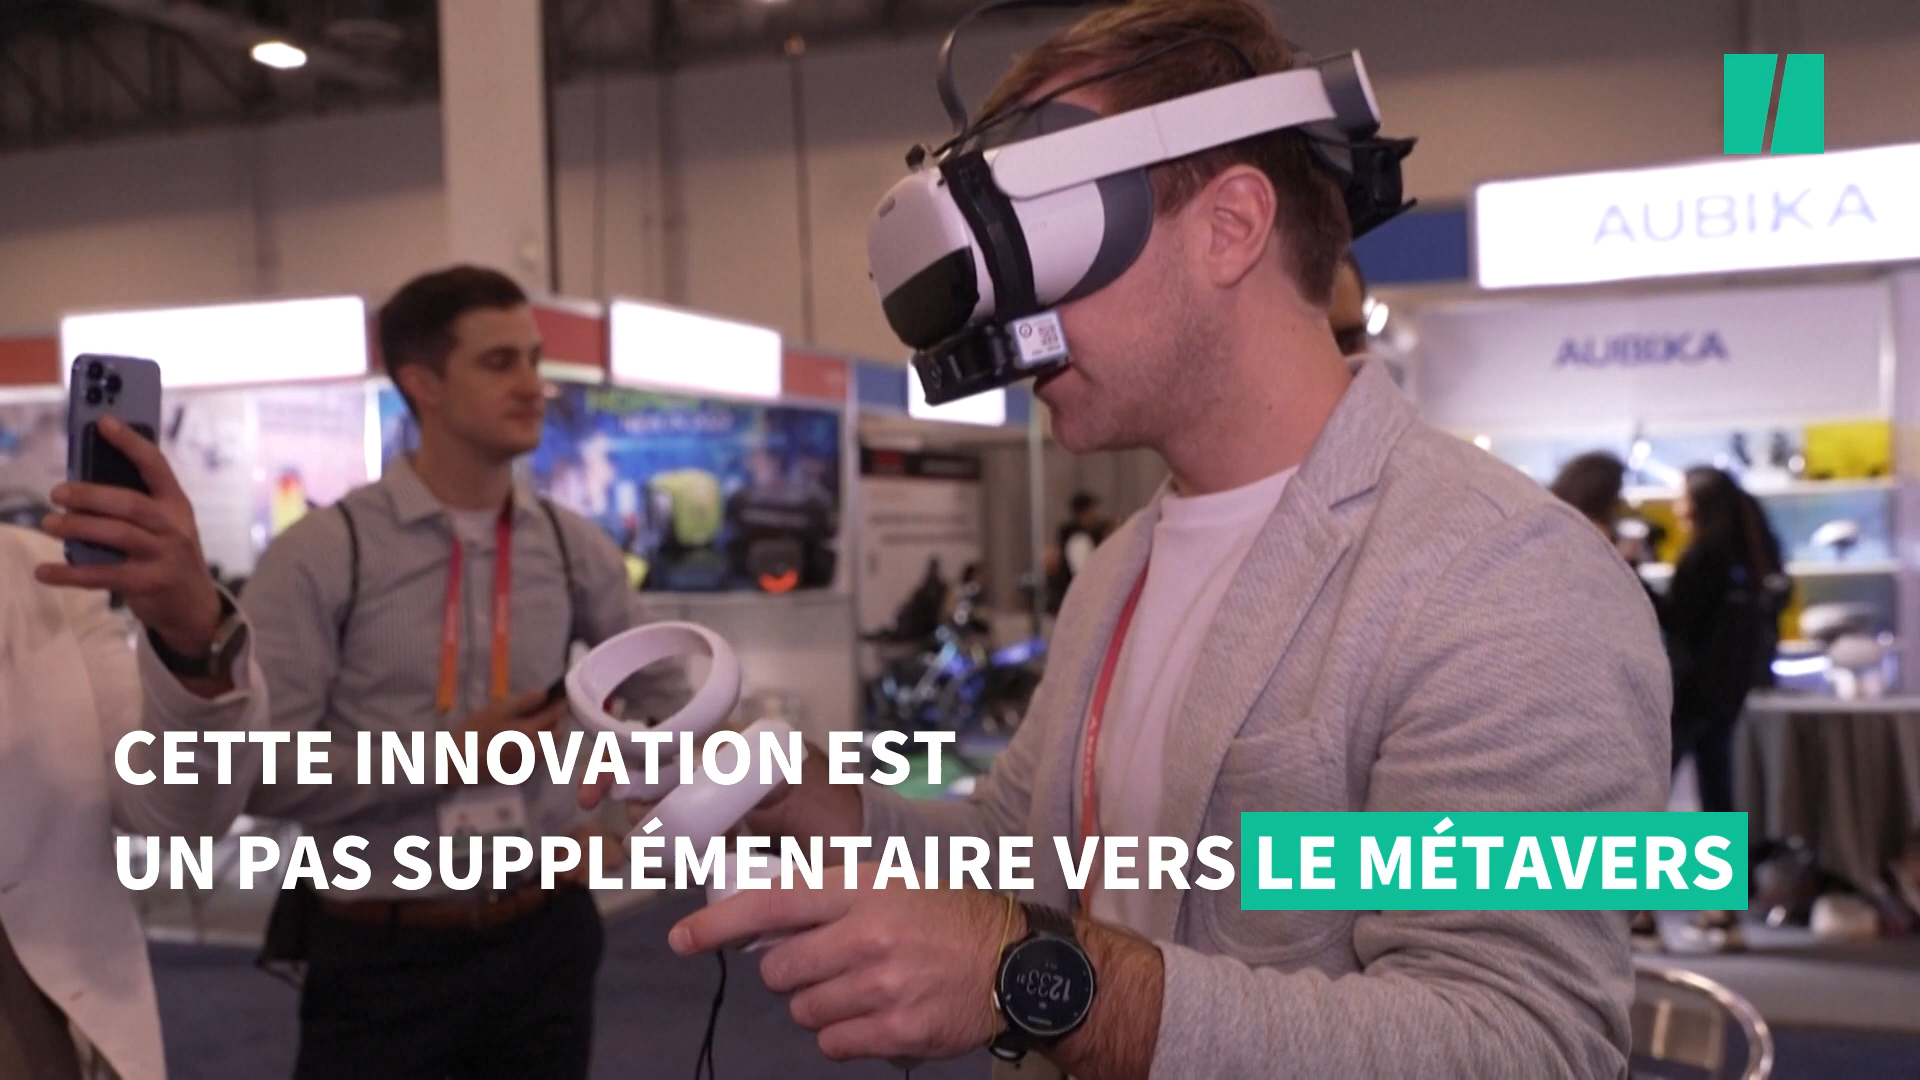 AUBIKA
AUBIKA
CETTE INNOVATION EST
UN PAS SUPPLÉMENTAIRE VERS LE MÉTAVERS